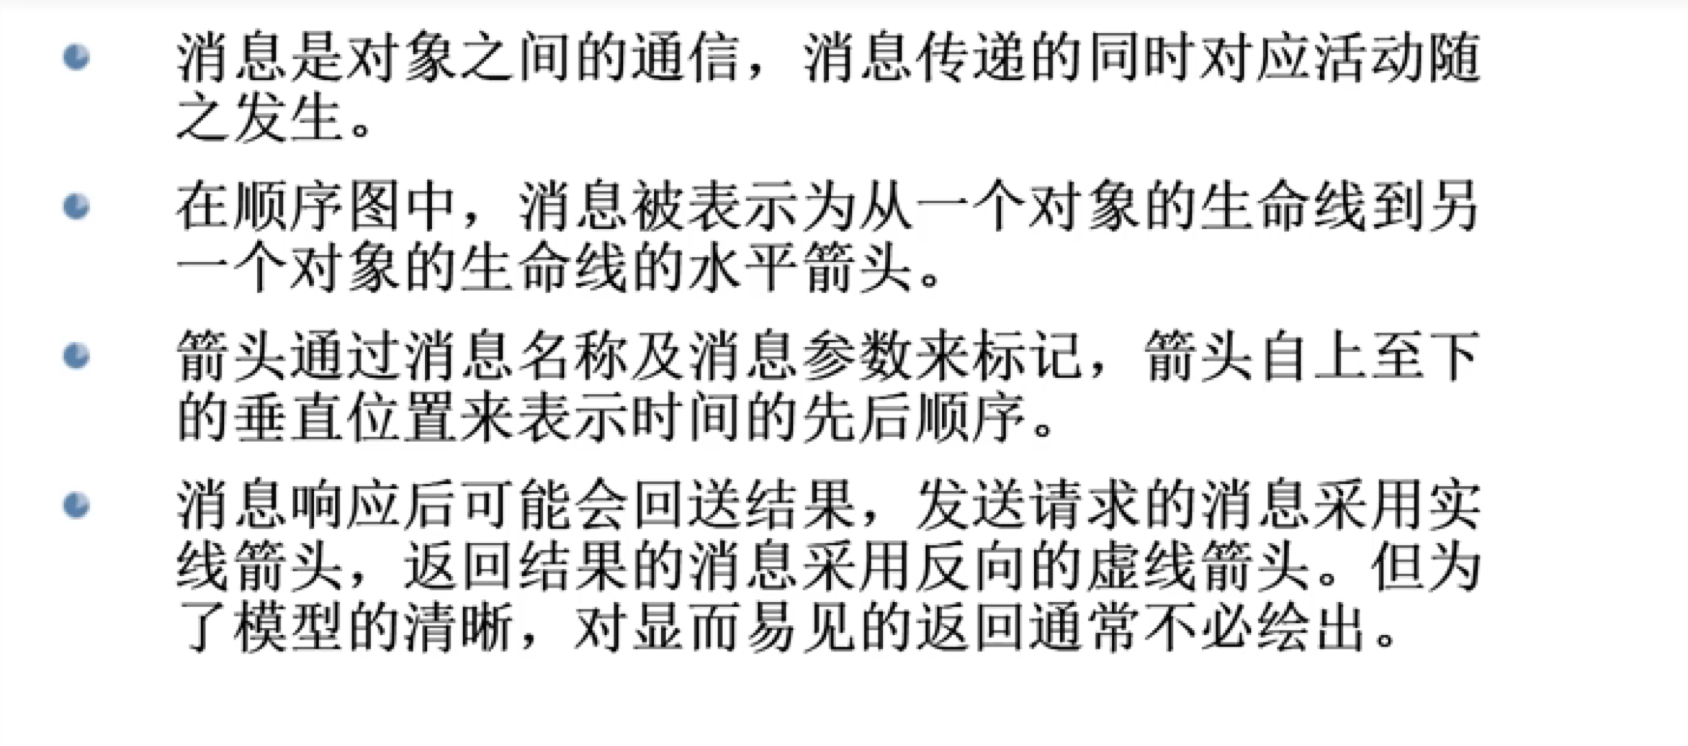 消息是对象之间的通信，消息传递的同时对应活动随
之发生。
在顺序图中，消息被表示为从一个对象的生命线到另
一个对象的生命线的水平箭头。
箭头通过消息名称及消息参数来标记，箭头自上至下
的垂直位置来表示时间的先后顺序。
消息响应后可能会回送结果，发送请求的消息采用实
线箭头，返回结果的消息采用反向的虚线箭头。但为
了模型的清晰，对显而易见的返回通常不必绘出。